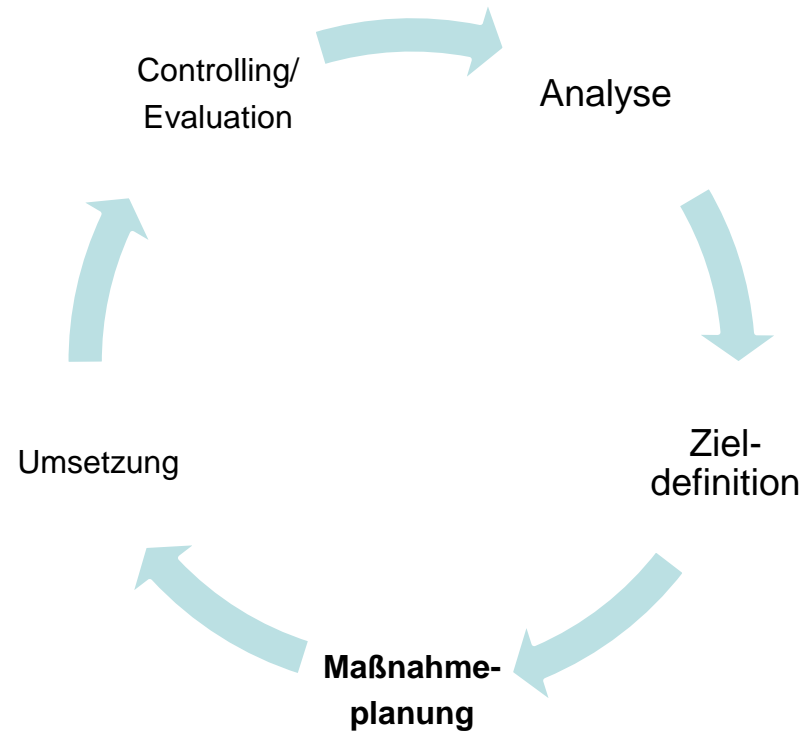 Controlling/
Evaluation
Analyse
Ziel-
definition
Maßnahme-
planung
Umsetzung